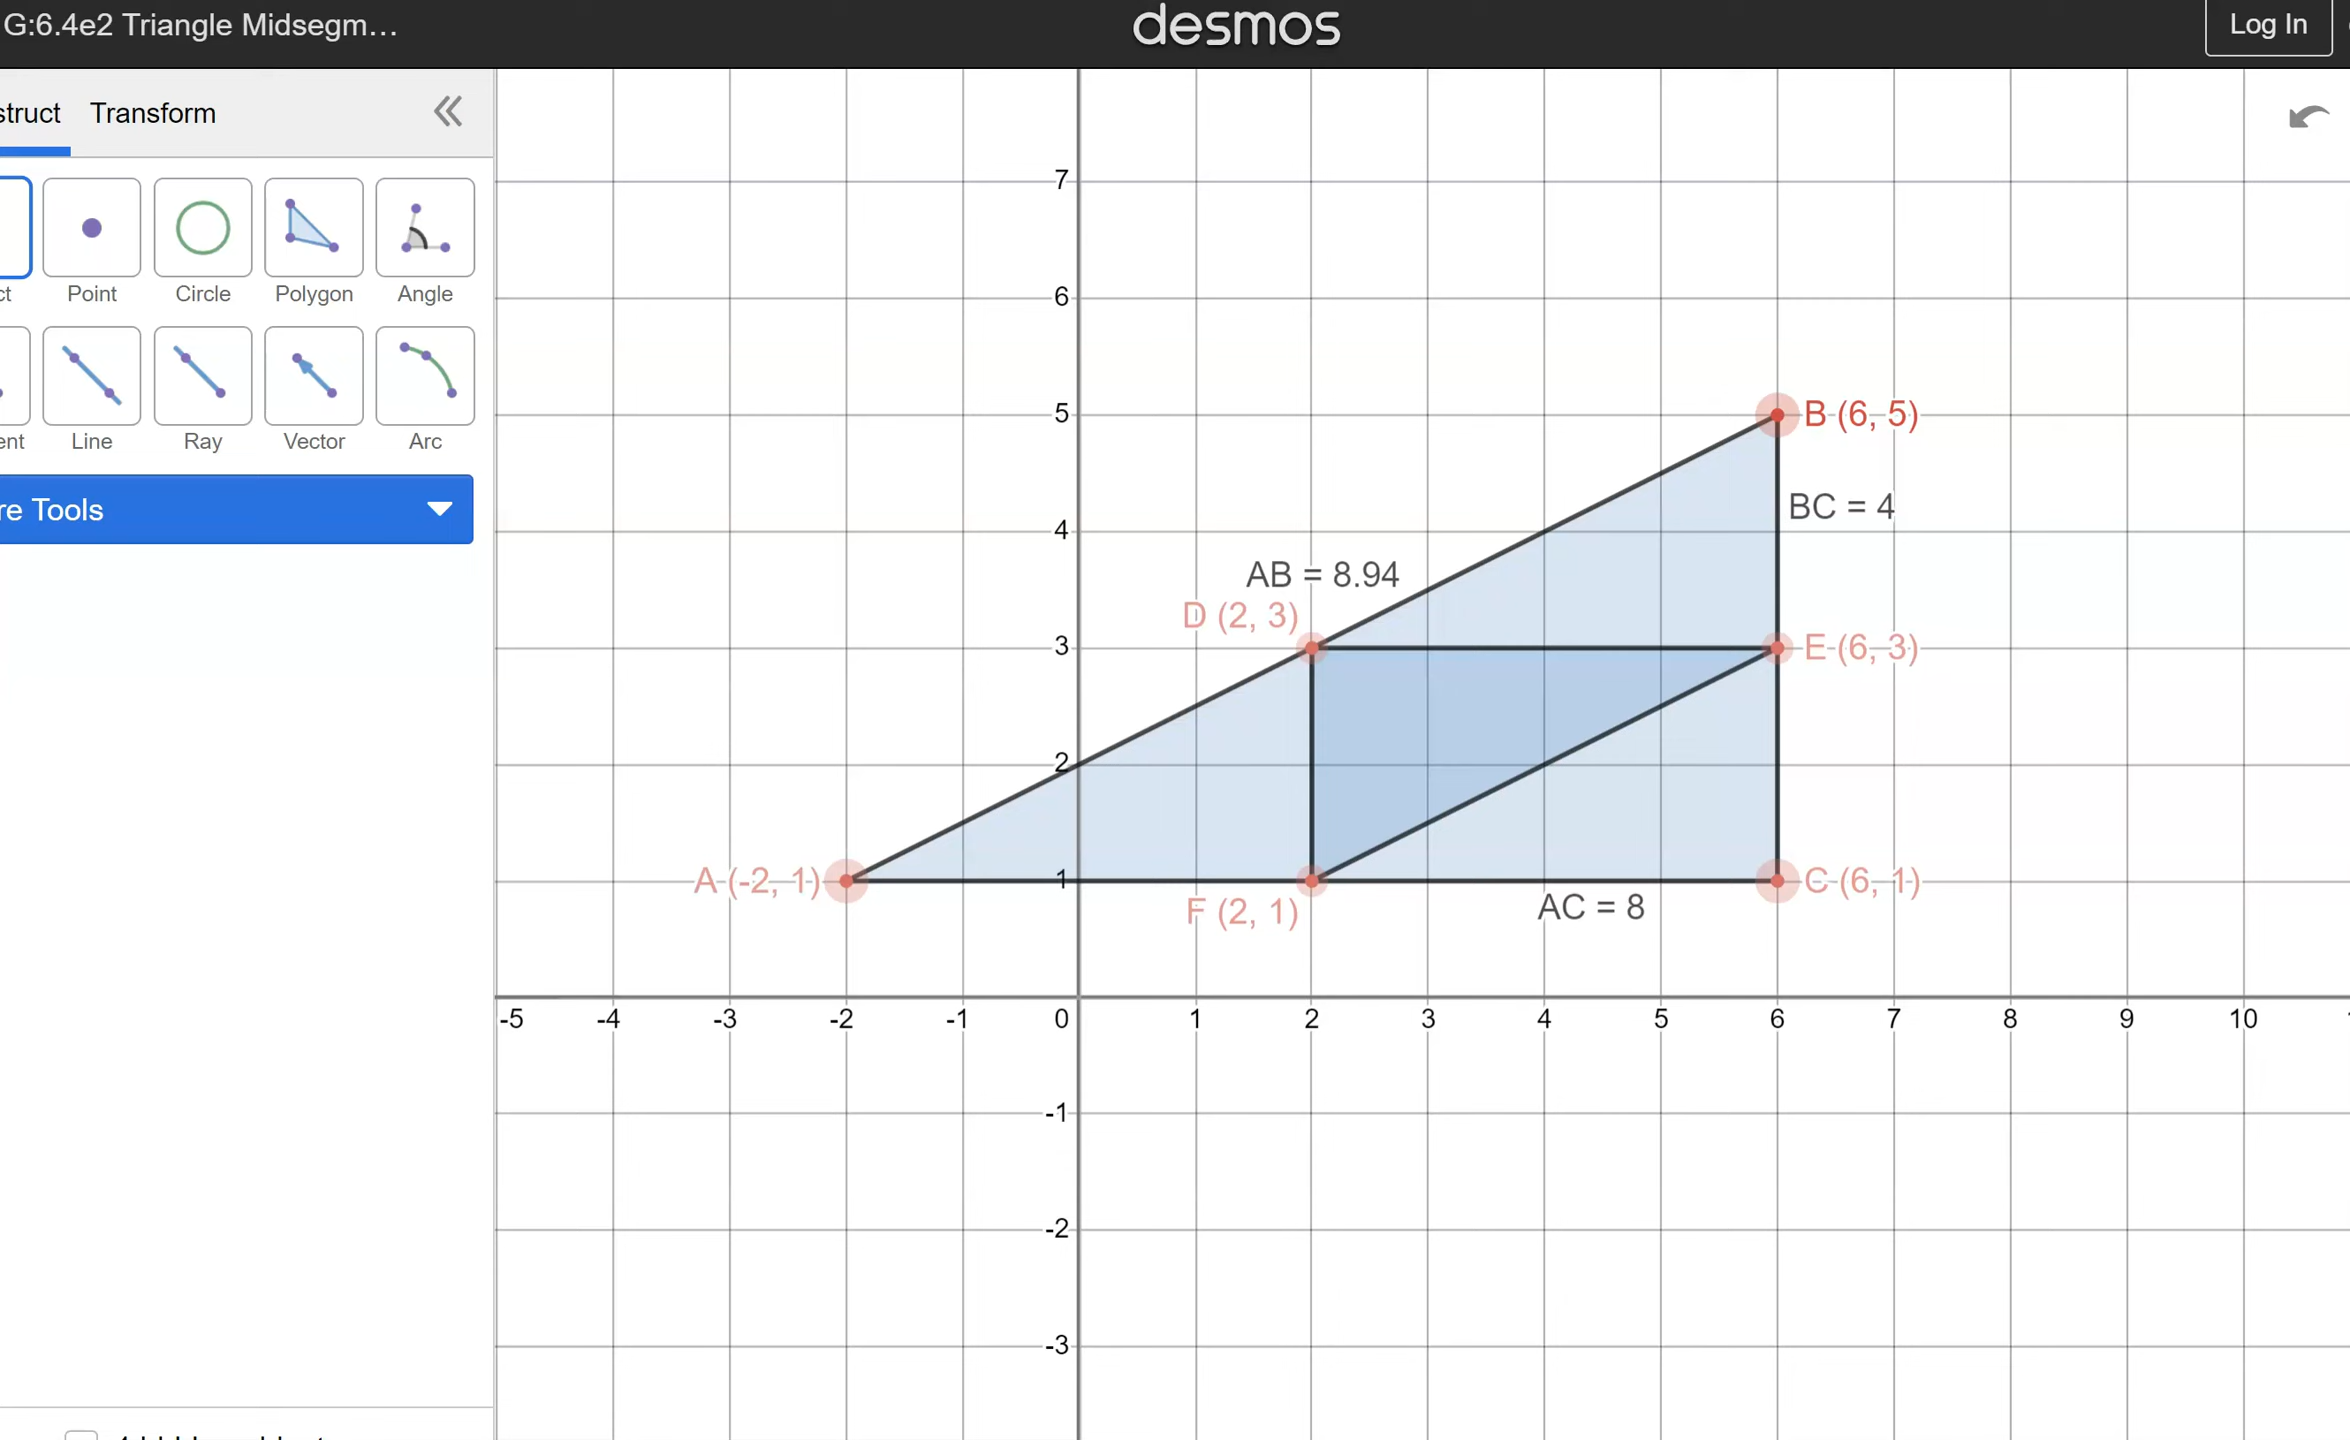 G:6.4e2 Triangle Midsegm...
desmos
Log In
struct
Transform
ct
Point
Circle
Polygon
Angle
ent
Line
Ray
Vector
Arc
re Tools
7
6
5
4
3
2
1
B (6, 5)
BC = 4
AB = 8.94
D (2, 3)
E (6, 3)
A (-2, 1)
F (2, 1)
AC = 8
C (6, 1)
-5 -4 -3 -2 -1 0 1 2 3 4 5 6 7 8 9 10
-1
-2
-3